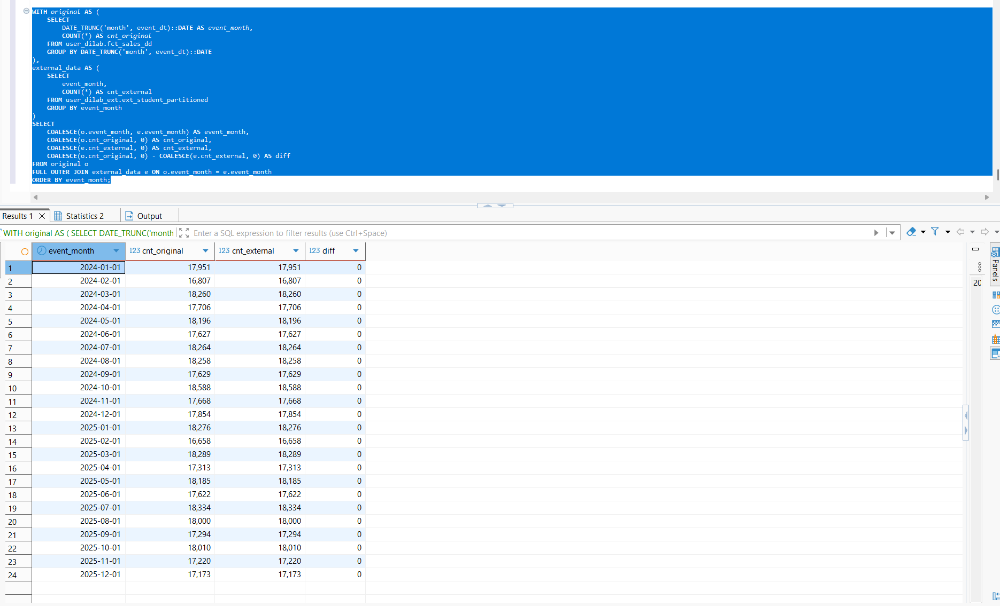 WITH original AS (
SELECT
DATE_TRUNC('month', event_dt)::DATE AS event_month,
COUNT(*) AS cnt_original
FROM user_dilab.fct_sales_dd
GROUP BY DATE_TRUNC('month', event_dt)::DATE
),
external_data AS (
SELECT
event_month,
COUNT(*) AS cnt_external
FROM user_dilab_ext.ext_student_partitioned
GROUP BY event_month
)
SELECT
COALESCE(o.event_month, e.event_month) AS event_month,
COALESCE(o.cnt_original, 0) AS cnt_original,
COALESCE(e.cnt_external, 0) AS cnt_external,
COALESCE(o.cnt_original, 0) - COALESCE(e.cnt_external, 0) AS diff
FROM original o
FULL OUTER JOIN external_data e ON o.event_month = e.event_month
ORDER BY event_month;
Results 1 Statistics 2 Output
WITH original AS ( SELECT DATE_TRUNC('month Enter a SQL expression to filter results (use Ctrl+Space)
event_month 123 cnt_original 123 cnt_external 123 diff
1 2024-01-01 17,951 17,951 0
2 2024-02-01 16,807 16,807 0
3 2024-03-01 18,260 18,260 0
4 2024-04-01 17,706 17,706 0
5 2024-05-01 18,196 18,196 0
6 2024-06-01 17,627 17,627 0
7 2024-07-01 18,264 18,264 0
8 2024-08-01 18,258 18,258 0
9 2024-09-01 17,629 17,629 0
10 2024-10-01 18,588 18,588 0
11 2024-11-01 17,668 17,668 0
12 2024-12-01 17,854 17,854 0
13 2025-01-01 18,276 18,276 0
14 2025-02-01 16,658 16,658 0
15 2025-03-01 18,289 18,289 0
16 2025-04-01 17,313 17,313 0
17 2025-05-01 18,185 18,185 0
18 2025-06-01 17,622 17,622 0
19 2025-07-01 18,334 18,334 0
20 2025-08-01 18,000 18,000 0
21 2025-09-01 17,294 17,294 0
22 2025-10-01 18,010 18,010 0
23 2025-11-01 17,220 17,220 0
24 2025-12-01 17,173 17,173 0
20
Panels